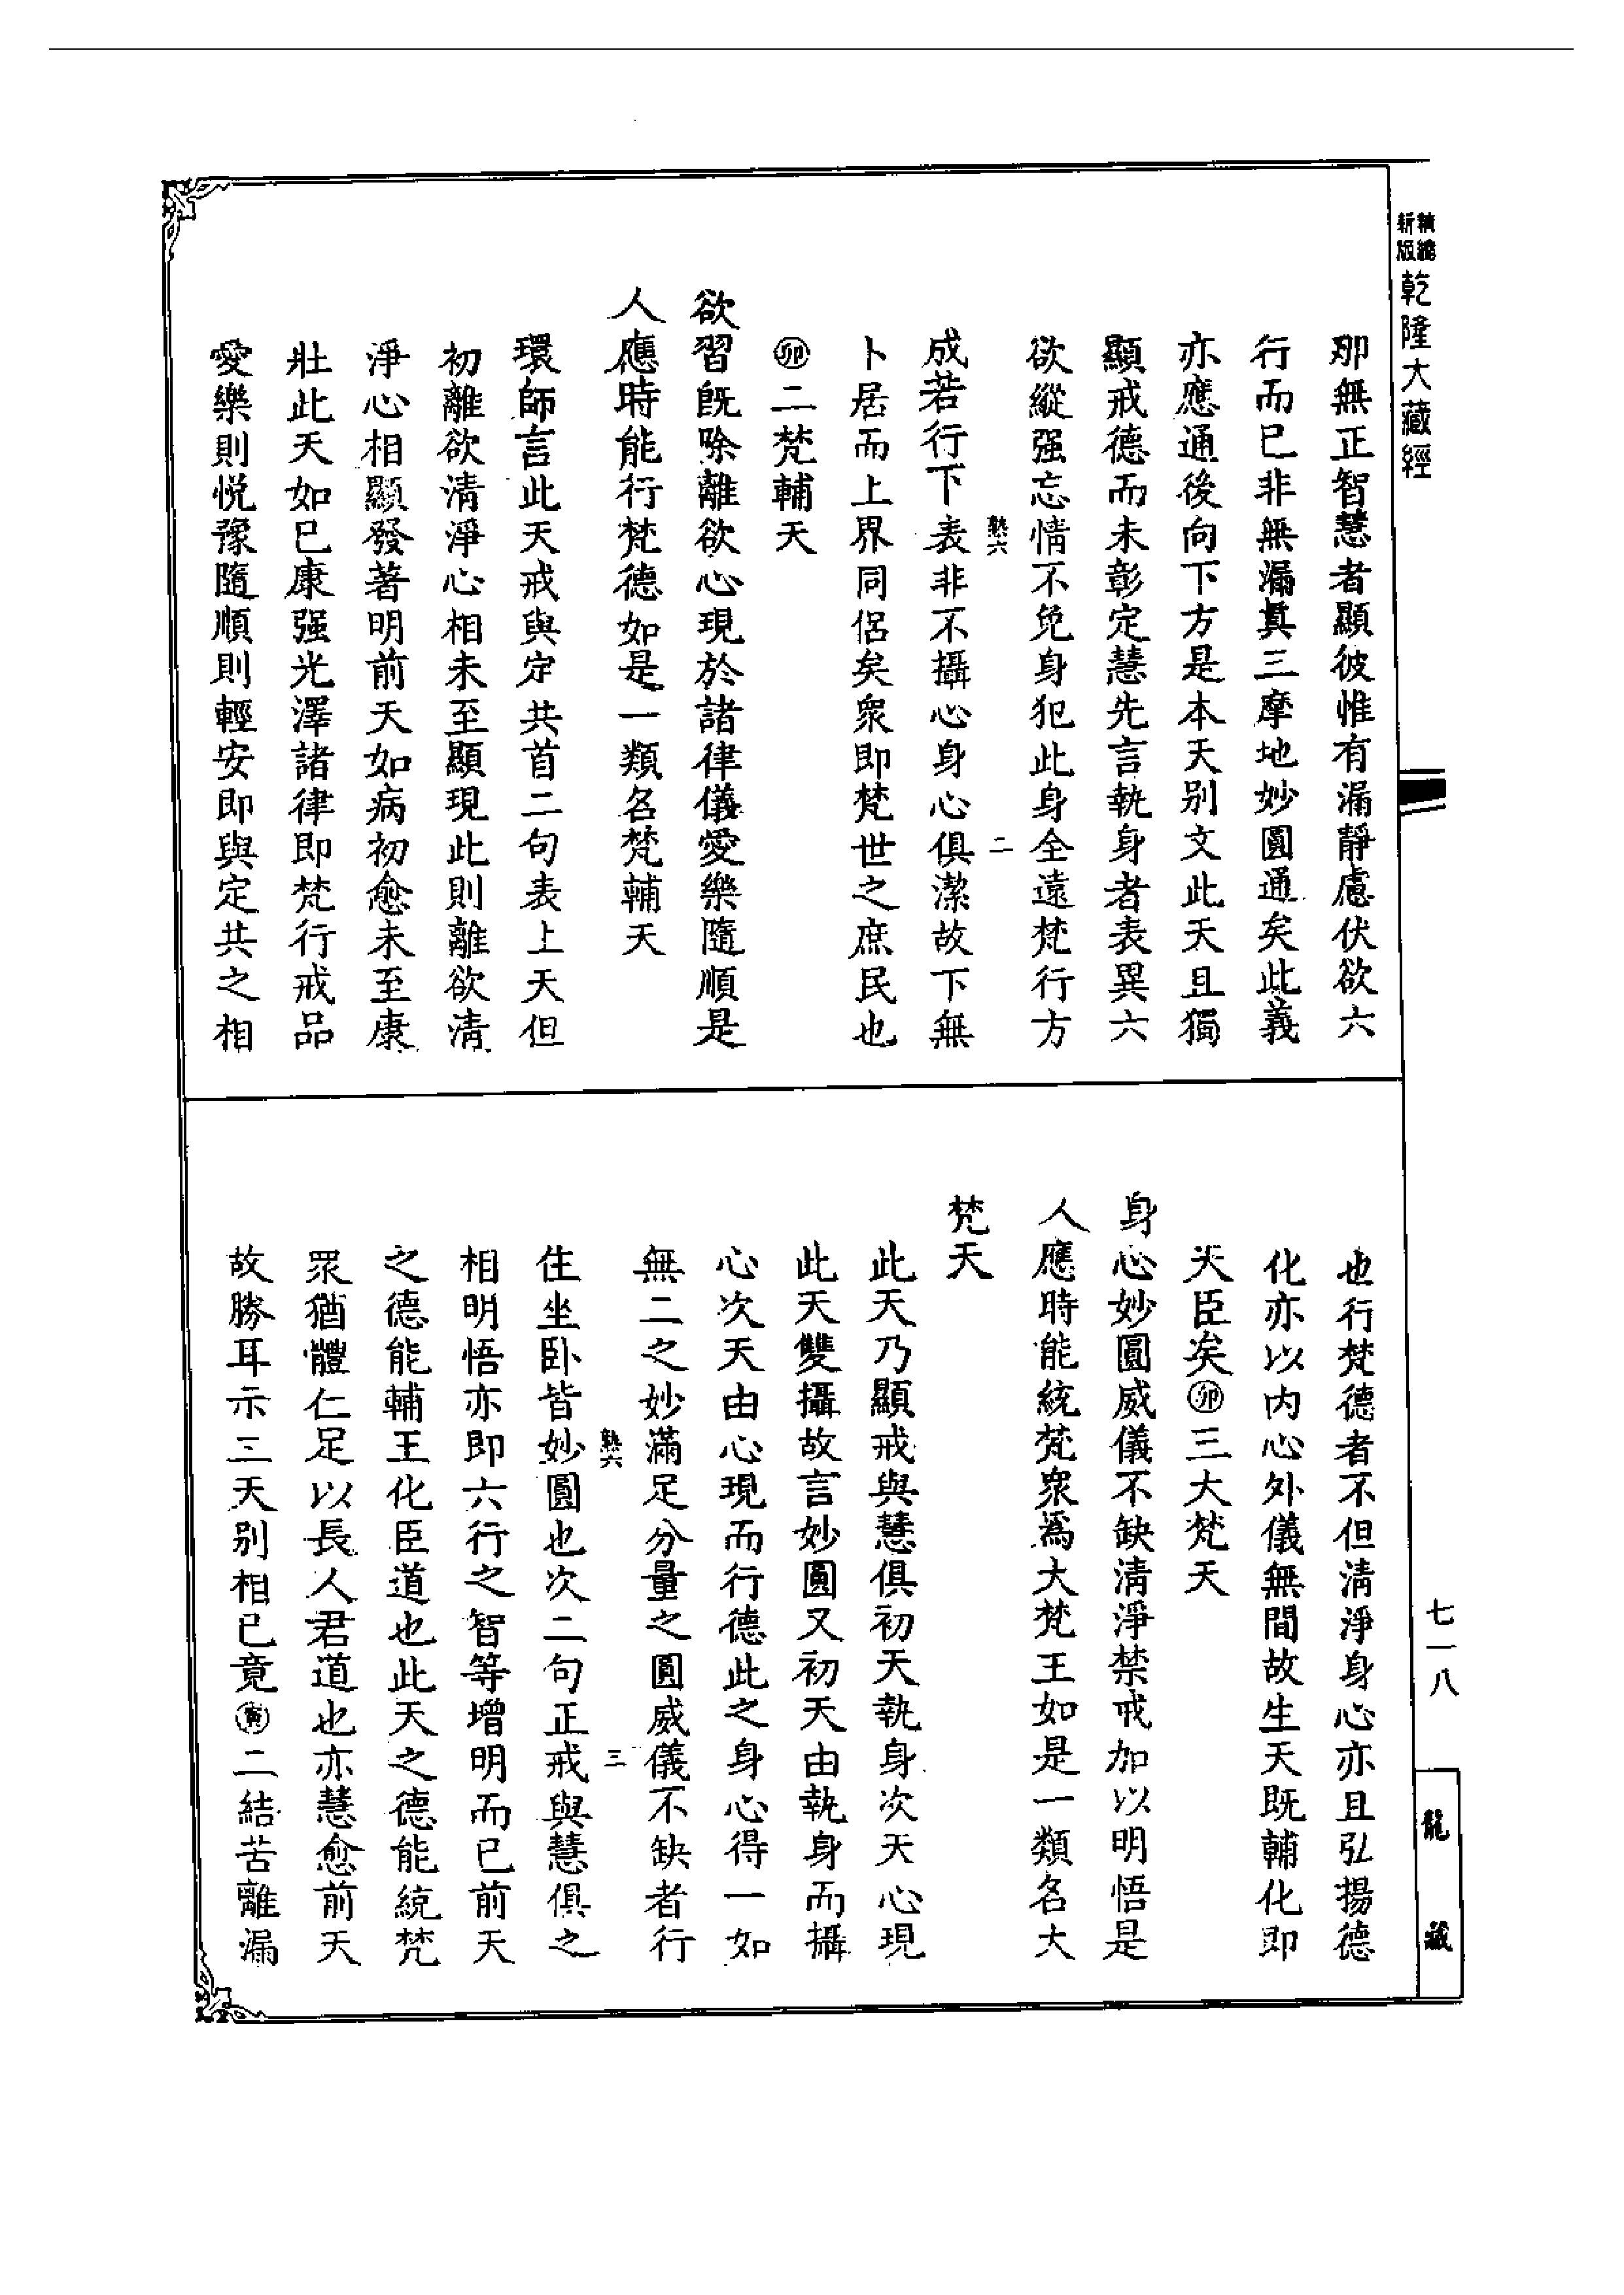 精縮
新版
乾隆大藏經
那無正智慧者顯彼惟有漏靜慮伏欲六
行而已非無漏真三摩地妙圓通矣此義
亦應通後向下方是本天别文此天且獨
顯戒德而未彰定慧先言執身者表異六
欲縱强忘情不免身犯此身全遠梵行方
二
成若行下表非不攝心身心俱潔故下無
卜居而上界同侶矣衆即梵世之庶民也
㊞二梵輔天
欲習既除離欲心現於諸律儀愛樂隨順是
人應時能行梵德如是一類名梵輔天
環師言此天戒與定共首二句表上天但
初離欲清淨心相未至顯現此則離欲清
淨心相顯發著明前天如病初愈未至康
壯此天如已康强光澤諸律即梵行戒品
愛樂則悅豫隨順則輕安即與定共之相
也行梵德者不但清淨身心亦且弘揚德
化亦以内心外儀無間故生天既輔化即
天臣矣卯三大梵天
身心妙圓威儀不缺清淨禁戒加以明悟是
人應時能統梵衆爲大梵王如是一類名大
梵天
此天乃顯戒與慧俱初天執身次天心現
此天雙攝故言妙圓又初天由執身而攝
心次天由心現而行德此之身心得一如
無二之妙滿足分量之圓威儀不缺者行
三
住坐卧皆妙圓也次二句正戒與慧俱之
相明悟亦即六行之智等增明而已前天
之德能輔王化臣道也此天之德能統梵
眾猶體仁足以長人君道也亦慧愈前天
故勝耳示三天别相已竟寅二結苦離漏
七一八
龍藏